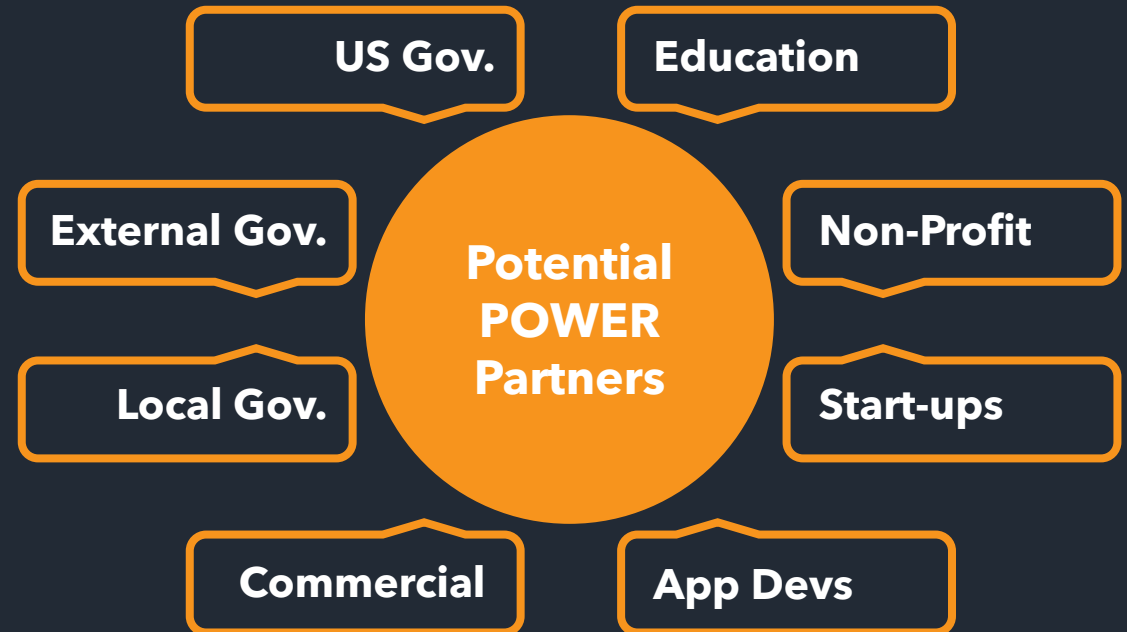 US Gov.
Education
External Gov.
Non-Profit
Potential
POWER
Partners
Local Gov.
Start-ups
Commercial
App Devs